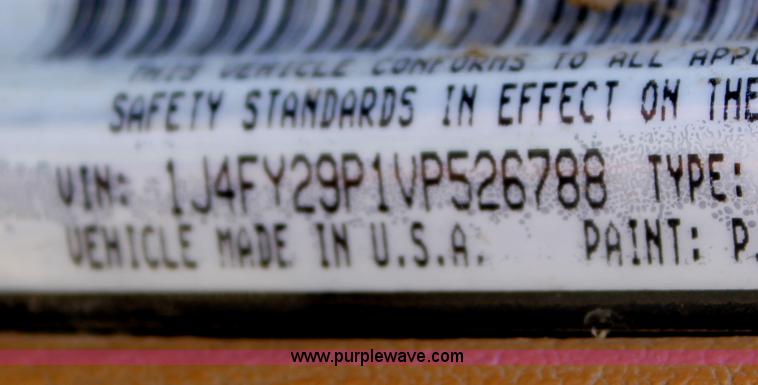 THIS VEHICLE CONFORMS TO ALL APPL
SAFETY STANDARDS IN EFFECT ON THE
VIN: 1J4FY29P1VP526788 TYPE:
VEHICLE MADE IN U.S.A. PAINT: P.
www.purplewave.com